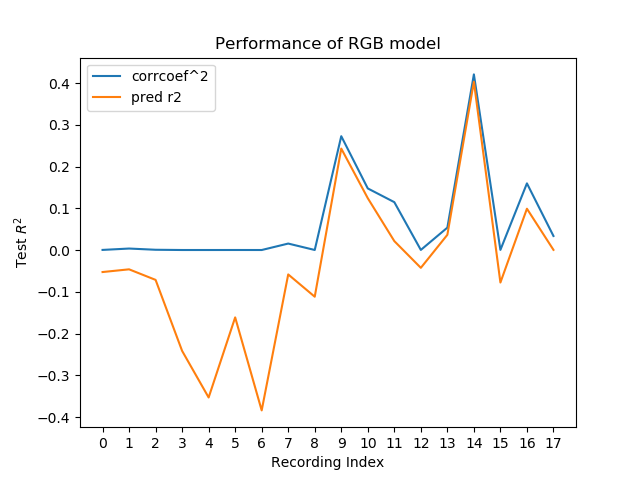 Performance of RGB model
corrcoef^2
pred r2
Test R²
0.4
0.3
0.2
0.1
0.0
−0.1
−0.2
−0.3
−0.4
0 1 2 3 4 5 6 7 8 9 10 11 12 13 14 15 16 17
Recording Index